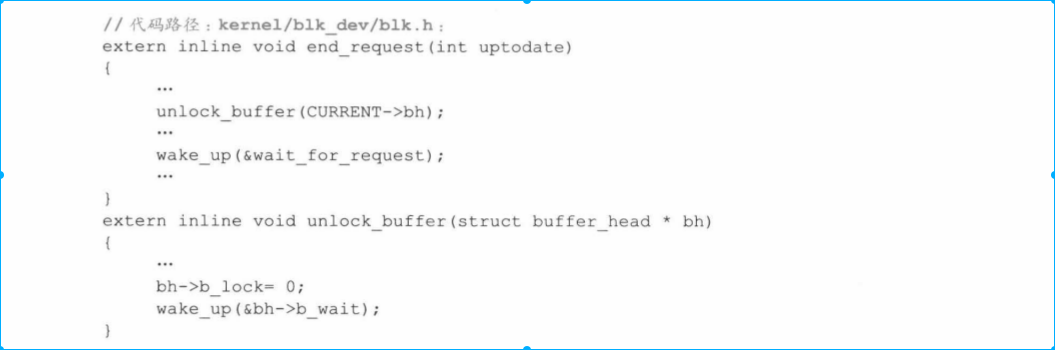 // 代码路径：kernel/blk_dev/blk.h：
extern inline void end_request(int uptodate)
{
…
unlock_buffer(CURRENT->bh);
…
wake_up(&wait_for_request);
…
}
extern inline void unlock_buffer(struct buffer_head * bh)
{
…
bh->b_lock= 0;
wake_up(&bh->b_wait);
}